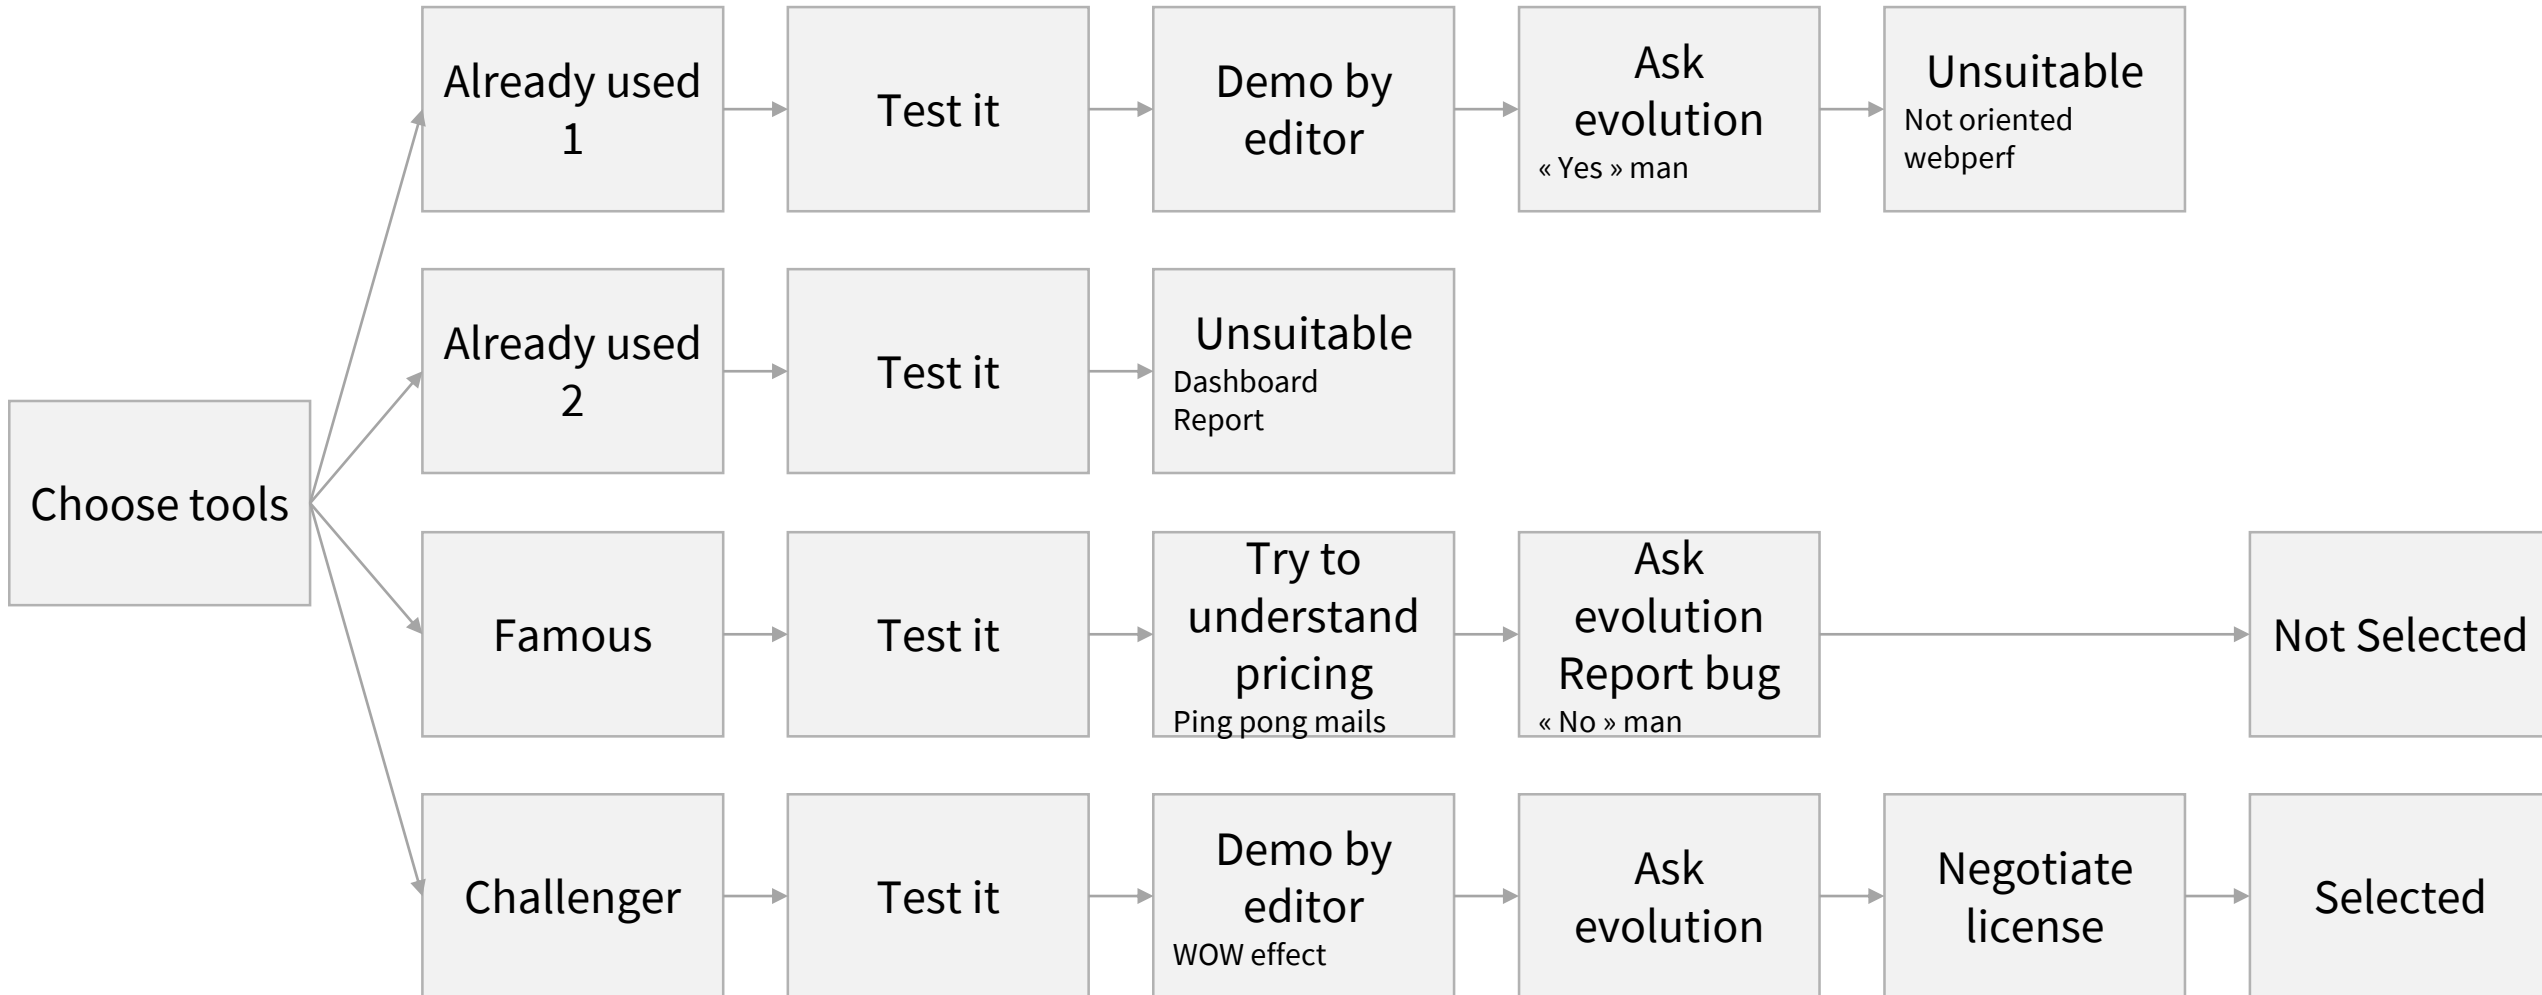 Already used
1
Test it
Demo by
editor
Ask
evolution
« Yes » man
Unsuitable
Not oriented
webperf
Already used
2
Test it
Unsuitable
Dashboard
Report
Choose tools
Famous
Test it
Try to
understand
pricing
Ping pong mails
Ask
evolution
Report bug
« No » man
Not Selected
Challenger
Test it
Demo by
editor
WOW effect
Ask
evolution
Negotiate
license
Selected